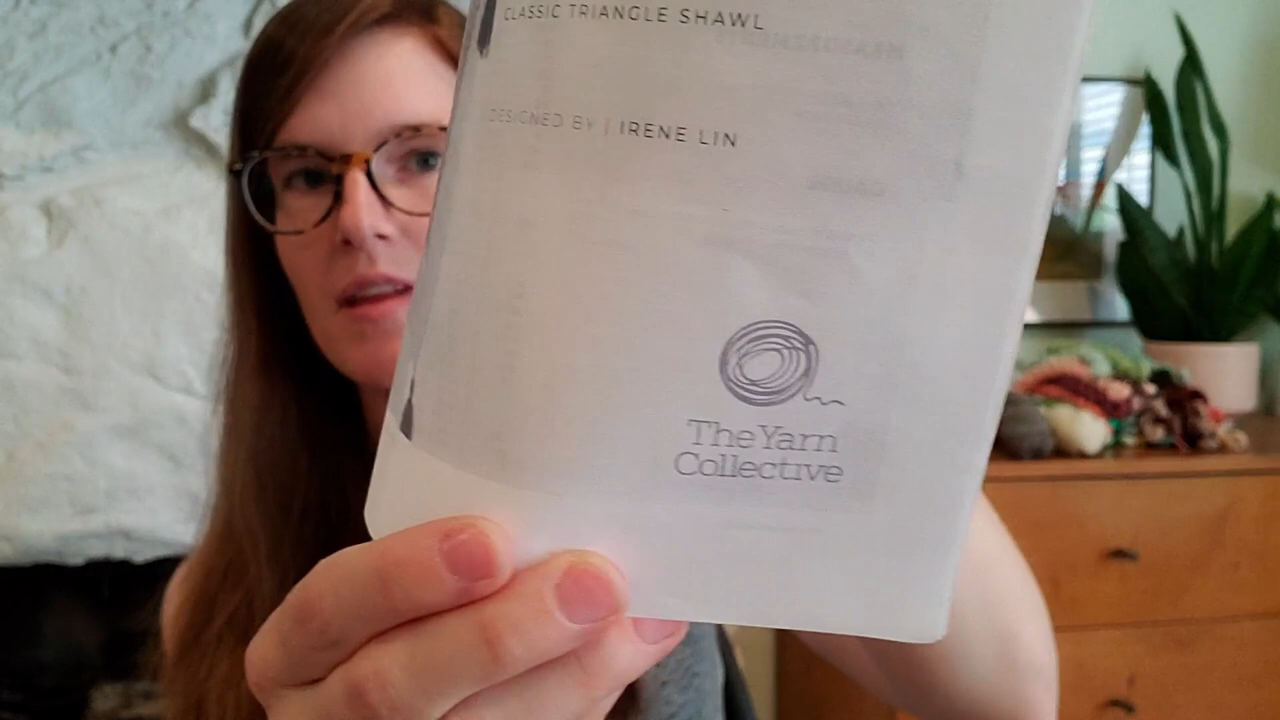 CLASSIC TRIANGLE SHAWL
DESIGNED BY | IRENE LIN
The Yarn
Collective